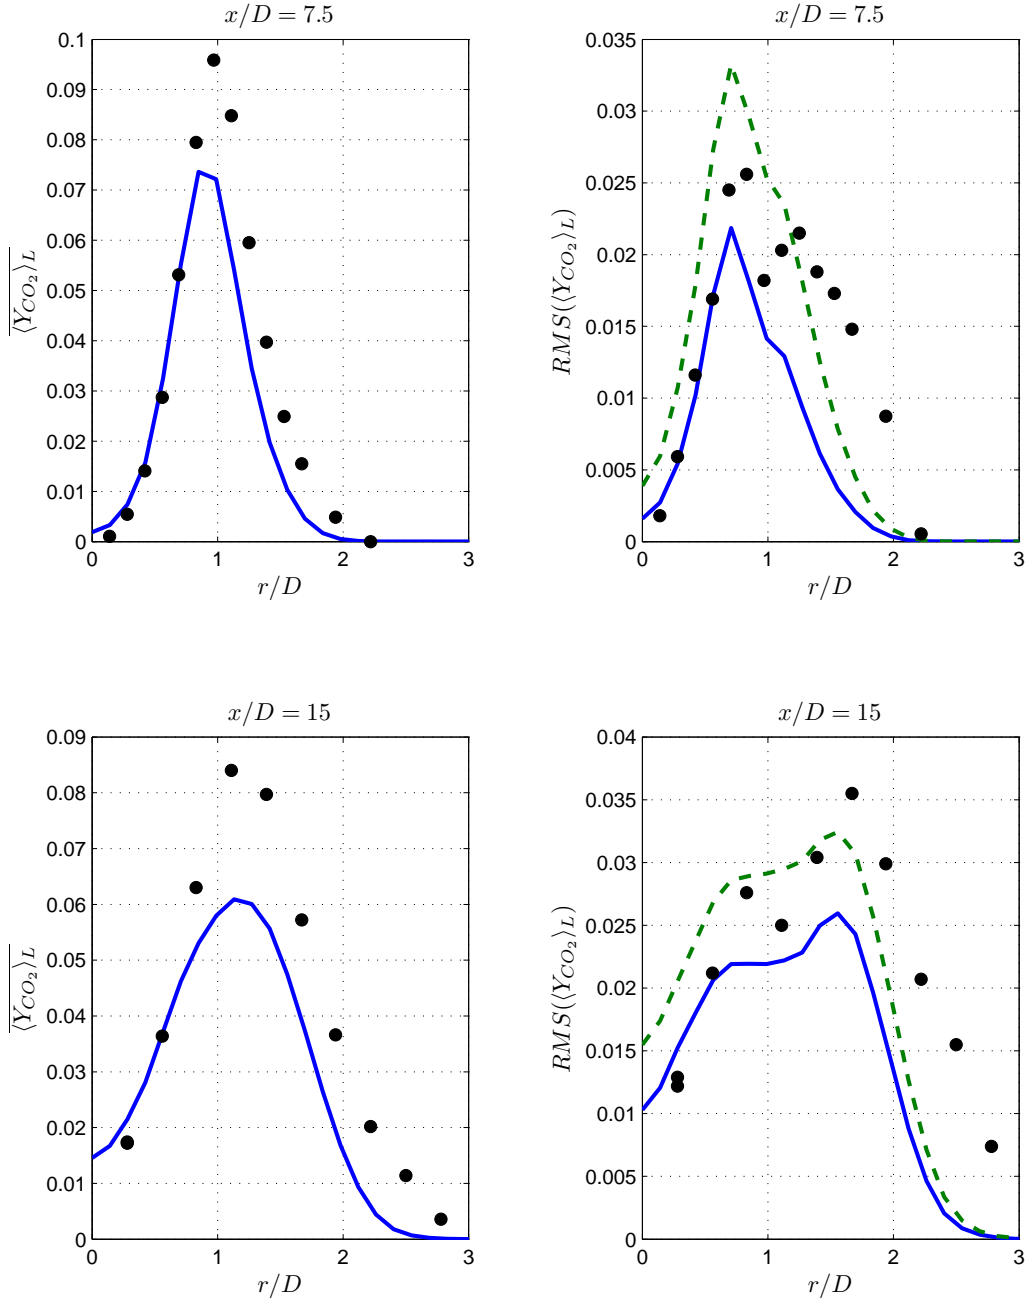 x/D = 7.5
0.1
0.09
0.08
0.07
0.06
0.05
0.04
0.03
0.02
0.01
0
\overline{⟨Y_{CO_2}⟩_L}
0 1 2 3
r/D
x/D = 7.5
0.035
0.03
0.025
0.02
0.015
0.01
0.005
0
RMS(⟨Y_{CO_2}⟩_L)
0 1 2 3
r/D
x/D = 15
0.09
0.08
0.07
0.06
0.05
0.04
0.03
0.02
0.01
0
\overline{⟨Y_{CO_2}⟩_L}
0 1 2 3
r/D
x/D = 15
0.04
0.035
0.03
0.025
0.02
0.015
0.01
0.005
0
RMS(⟨Y_{CO_2}⟩_L)
0 1 2 3
r/D